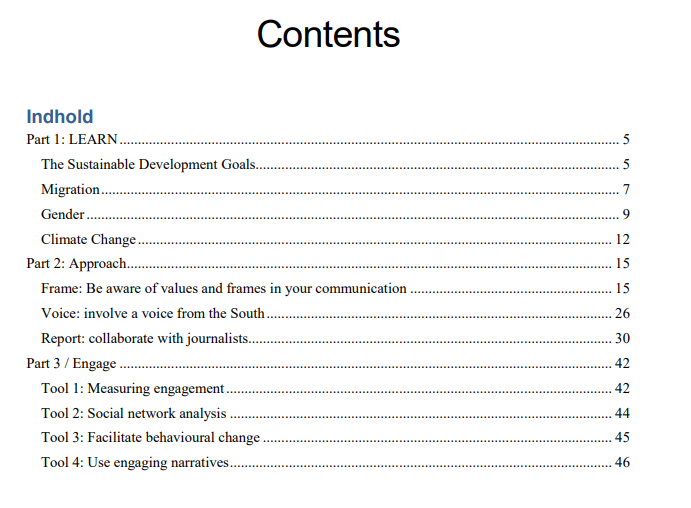 Contents
Indhold
Part 1: LEARN ........ 5
The Sustainable Development Goals ........ 5
Migration ........ 7
Gender ........ 9
Climate Change ........ 12
Part 2: Approach ........ 15
Frame: Be aware of values and frames in your communication ........ 15
Voice: involve a voice from the South ........ 26
Report: collaborate with journalists ........ 30
Part 3 / Engage ........ 42
Tool 1: Measuring engagement ........ 42
Tool 2: Social network analysis ........ 44
Tool 3: Facilitate behavioural change ........ 45
Tool 4: Use engaging narratives ........ 46